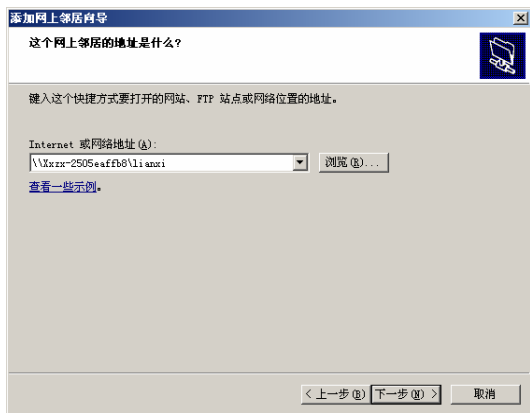 添加网上邻居向导
这个网上邻居的地址是什么?
键入这个快捷方式要打开的网站、FTP 站点或网络位置的地址。
Internet 或网络地址(A):
\\Xxzx-2505eaffb8\lianxi
浏览(R)...
查看一些示例。
< 上一步(B) 下一步(N) > 取消